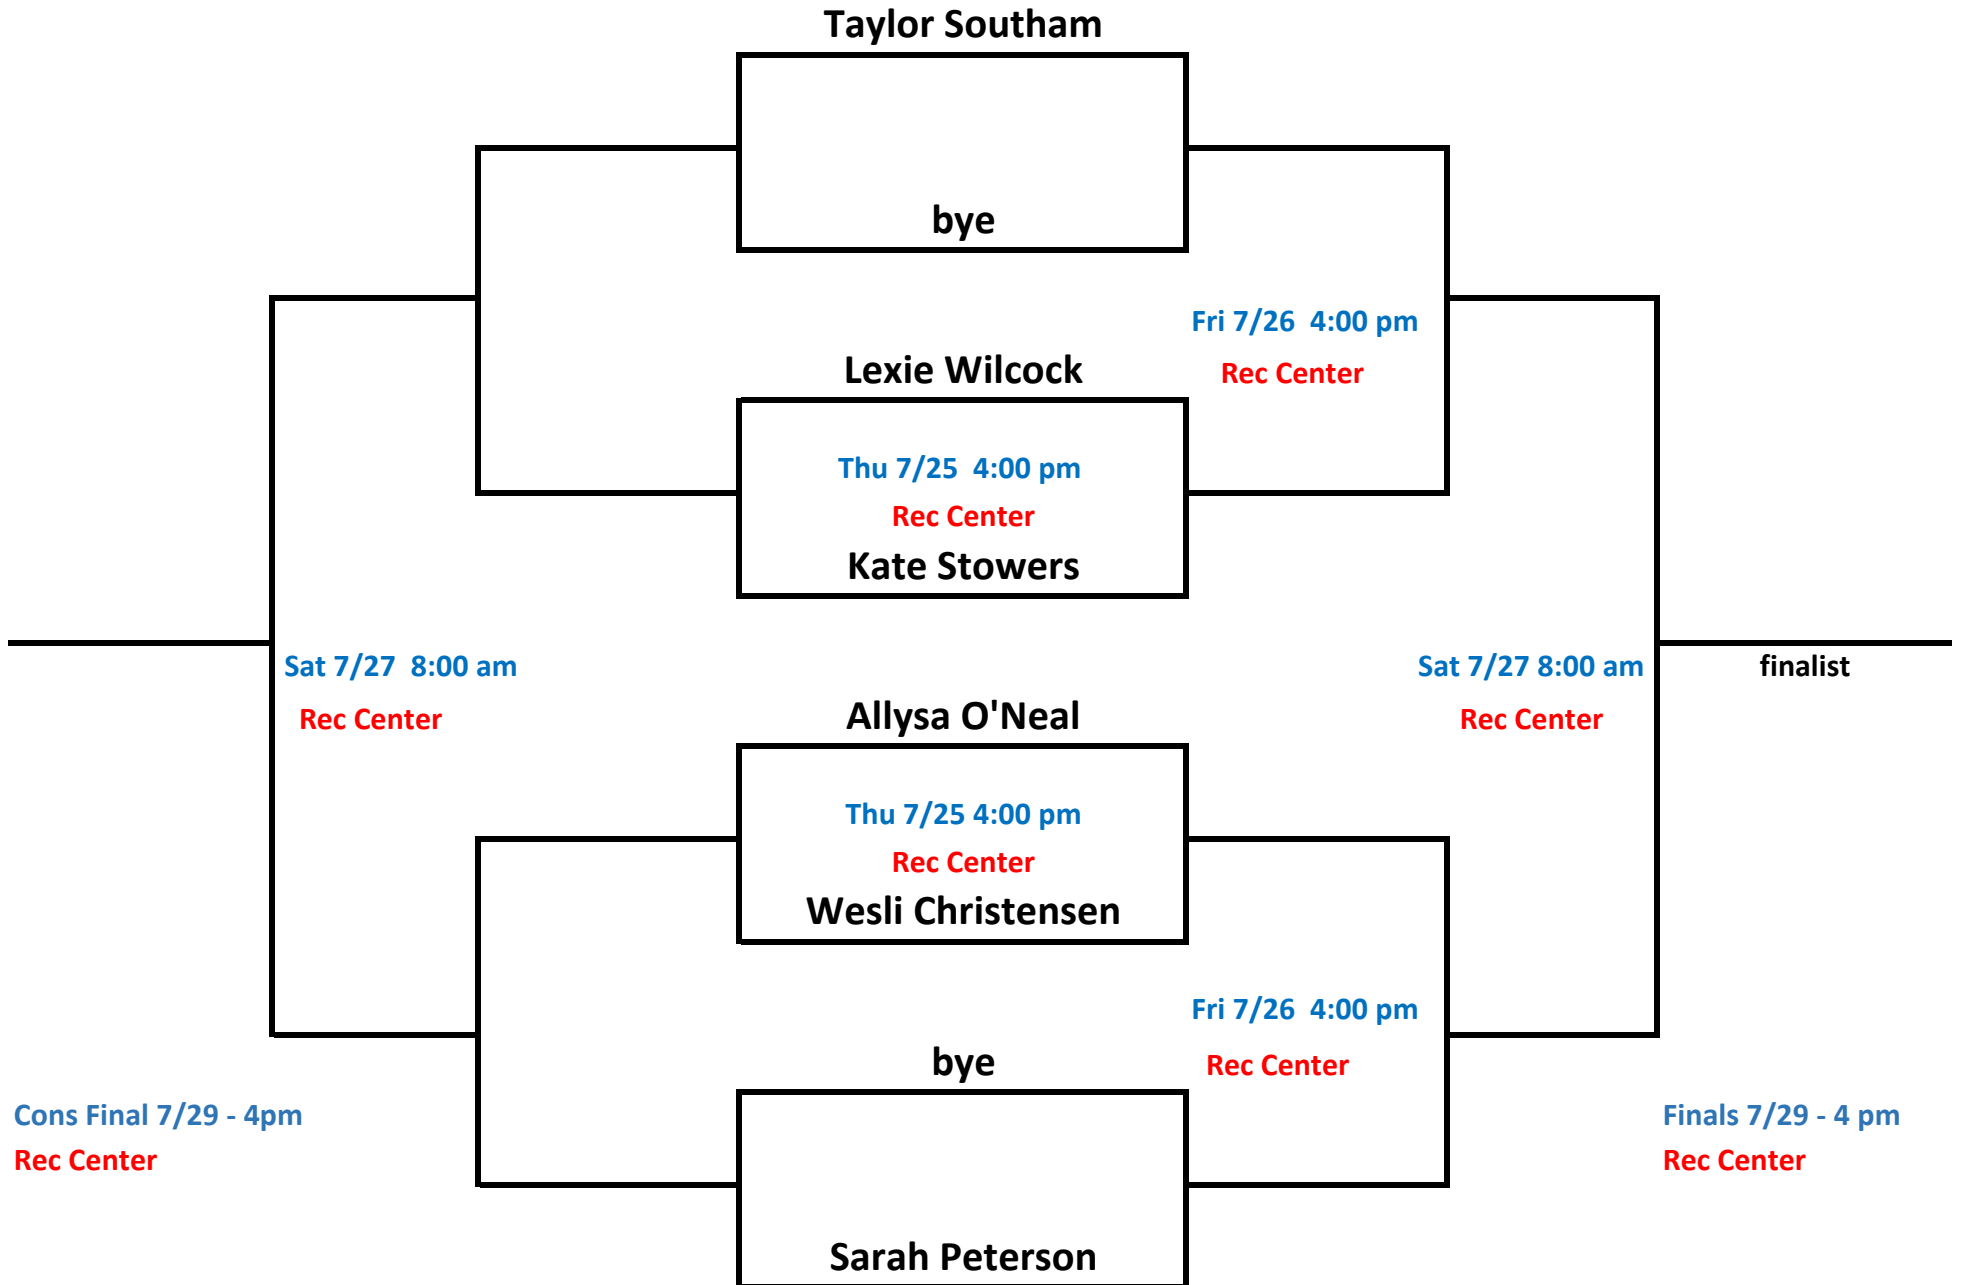 Taylor Southam
bye
Fri 7/26  4:00 pm
Lexie Wilcock
Rec Center
Thu 7/25  4:00 pm
Rec Center
Kate Stowers
Sat 7/27  8:00 am
Sat 7/27 8:00 am
finalist
Rec Center
Allysa O'Neal
Rec Center
Thu 7/25 4:00 pm
Rec Center
Wesli Christensen
Fri 7/26  4:00 pm
bye
Rec Center
Cons Final 7/29 - 4pm
Finals 7/29 - 4 pm
Rec Center
Rec Center
Sarah Peterson